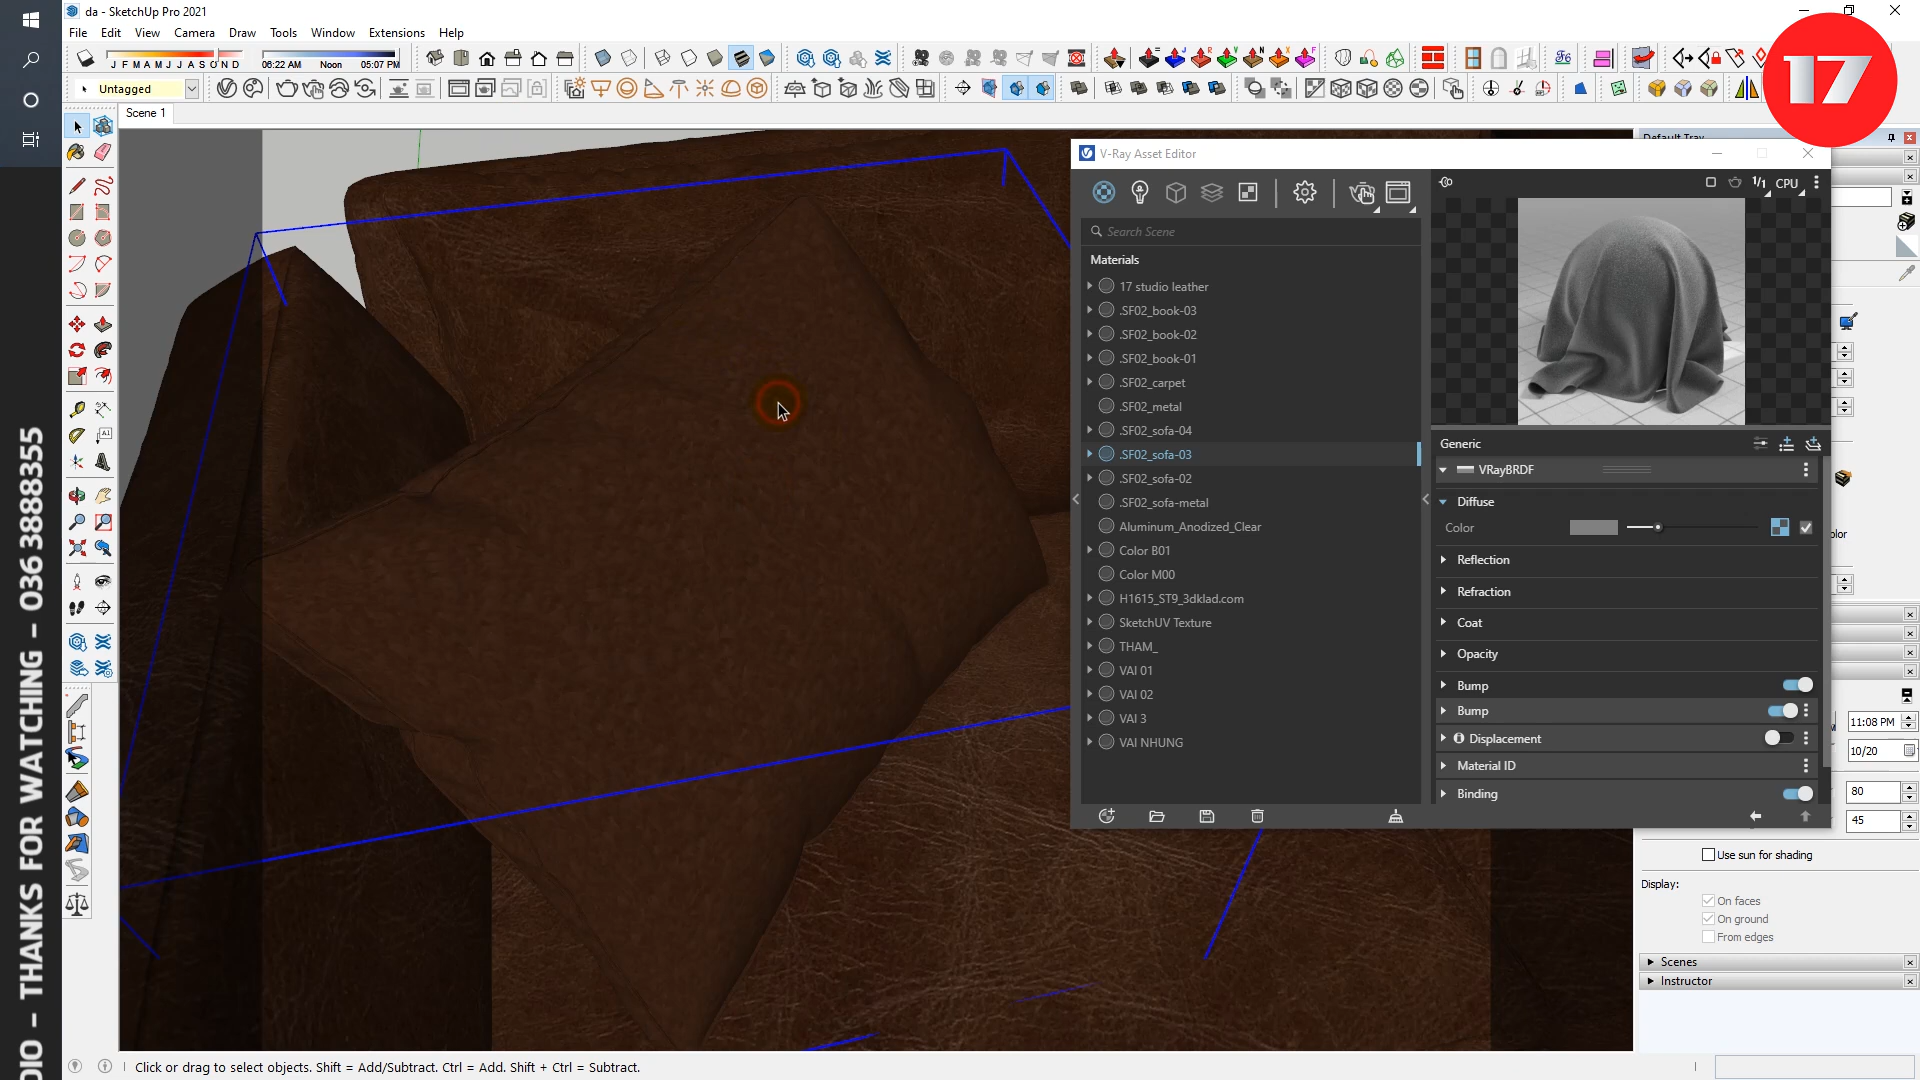 da - SketchUp Pro 2021
File Edit View Camera Draw Tools Window Extensions Help
J F M A M J J A S O N D
06:22 AM Noon 05:07 PM
17
Untagged
Scene 1
Default Tray
V-Ray Asset Editor
1/1
CPU
Search Scene
Materials
17 studio leather
.SF02_book-03
.SF02_book-02
.SF02_book-01
.SF02_carpet
.SF02_metal
.SF02_sofa-04
.SF02_sofa-03
.SF02_sofa-02
.SF02_sofa-metal
Aluminum_Anodized_Clear
Color B01
Color M00
H1615_ST9_3dklad.com
SketchUV Texture
THAM_
VAI 01
VAI 02
VAI 3
VAI NHUNG
Generic
VRayBRDF
Diffuse
Color
Reflection
Refraction
Coat
Opacity
Bump
Bump
Displacement
Material ID
Binding
olor
11:08 PM
10/20
80
45
Use sun for shading
Display:
On faces
On ground
From edges
Scenes
Instructor
DIO - THANKS FOR WATCHING - 036 3888355
Click or drag to select objects. Shift = Add/Subtract. Ctrl = Add. Shift + Ctrl = Subtract.